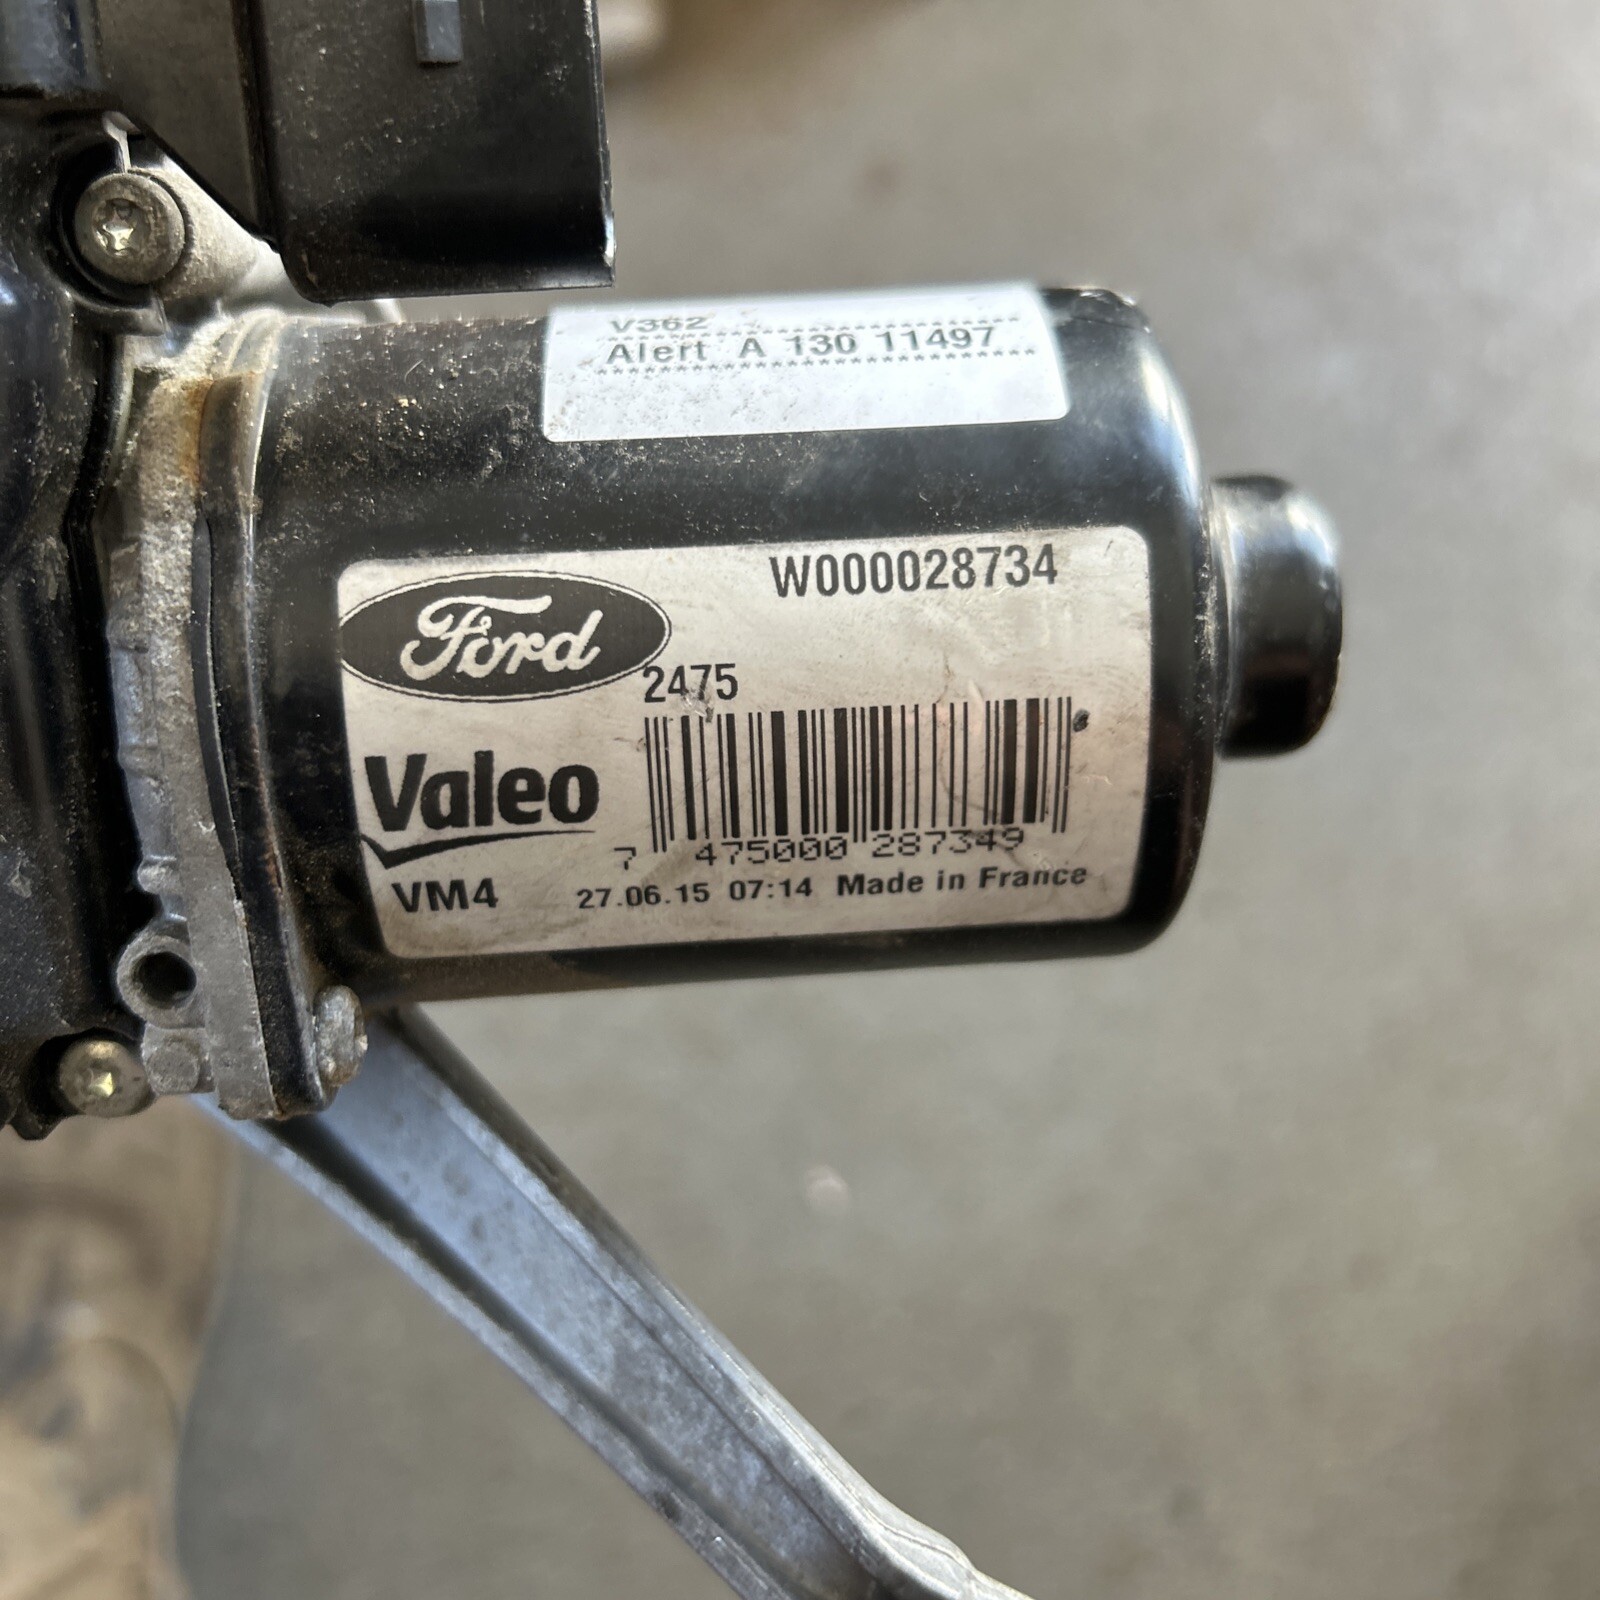 V362
Alert A 130 11497
W000028734
Ford
2475
Valeo
7 475000 287349
VM4 27.06.15 07:14 Made in France